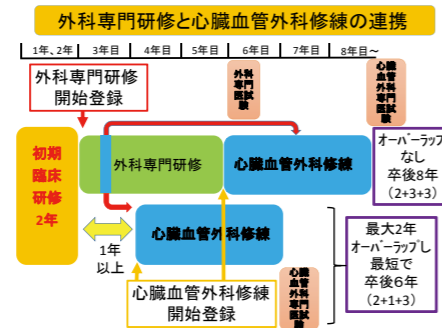 外科専門研修と心臓血管外科修練の連携
1年、2年 3年目 4年目 5年目 6年目 7年目 8年目～
外科専門医試験
心臓血管外科専門医試験
外科専門研修
開始登録
初期
臨床
研修
2年
外科専門研修
心臓血管外科修練
オーバーラップ
なし
卒後8年
(2+3+3)
1年
以上
心臓血管外科修練
最大2年
オーバーラップし
最短で
卒後6年
(2+1+3)
心臓血管外科修練
開始登録
心臓血管外科専門医試験